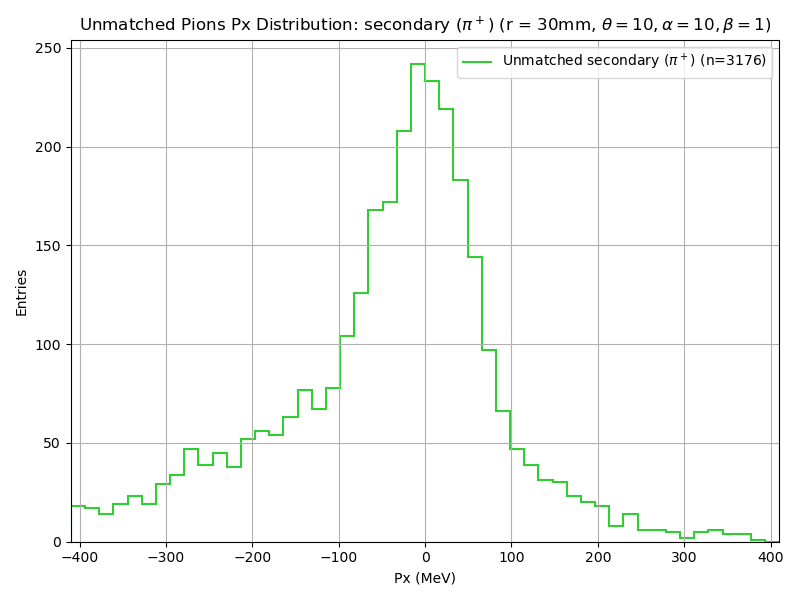 Unmatched Pions Px Distribution: secondary (π⁺) (r = 30mm, θ = 10, α = 10, β = 1)
Unmatched secondary (π⁺) (n=3176)
250
200
150
100
50
0
Entries
−400 −300 −200 −100 0 100 200 300 400
Px (MeV)